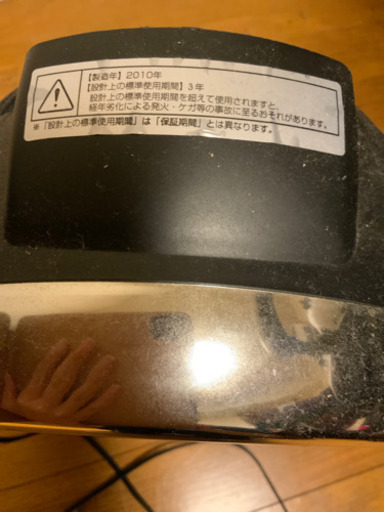 【製造年】2010年
【設計上の標準使用期間】3年
設計上の標準使用期間を超えて使用されますと、
経年劣化による発火・ケガ等の事故に至るおそれがあります。
※「設計上の標準使用期間」は「保証期間」とは異なります。